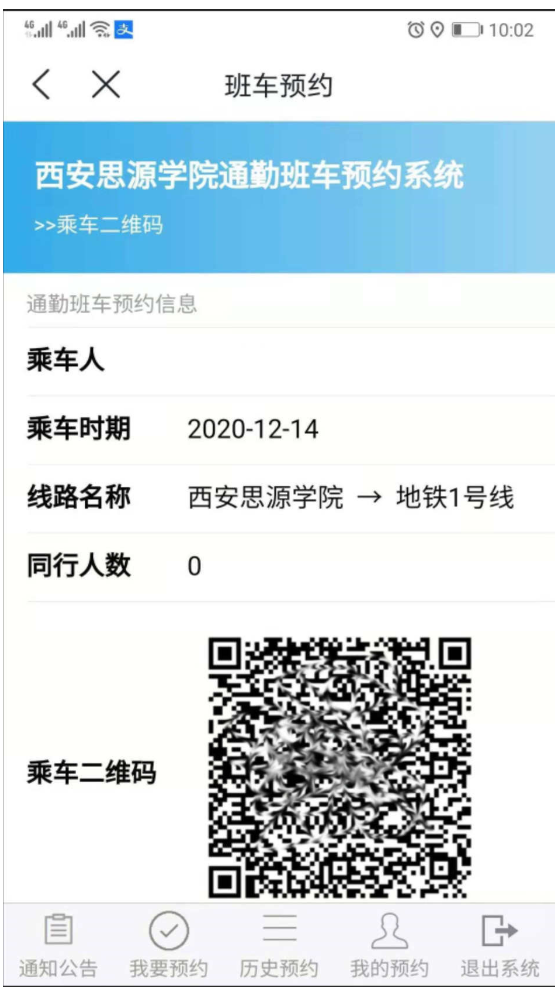 4G 4G 10:02
班车预约
西安思源学院通勤班车预约系统
>>乘车二维码
通勤班车预约信息
乘车人
乘车时期 2020-12-14
线路名称 西安思源学院 → 地铁1号线
同行人数 0
乘车二维码
通知公告 我要预约 历史预约 我的预约 退出系统